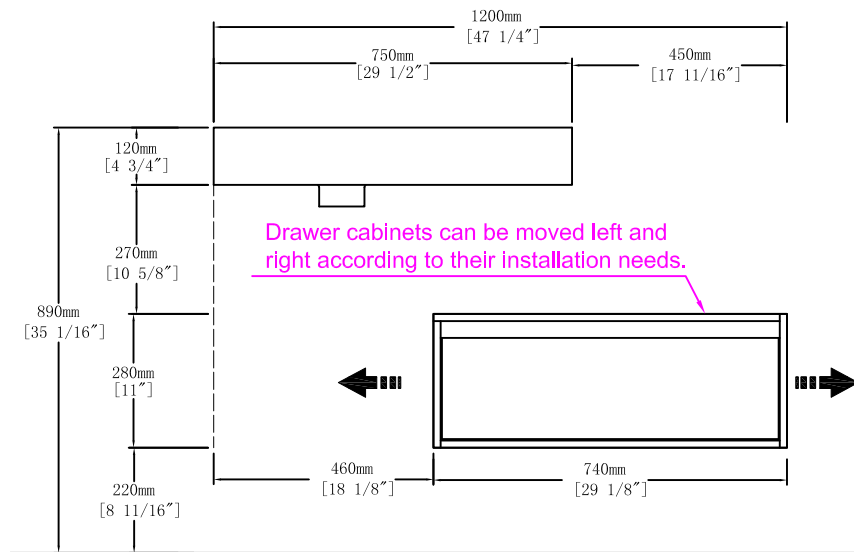 1200mm
[47 1/4"]
750mm
[29 1/2"]
450mm
[17 11/16"]
120mm
[4 3/4"]
270mm
[10 5/8"]
Drawer cabinets can be moved left and
right according to their installation needs.
890mm
[35 1/16"]
280mm
[11"]
460mm
[18 1/8"]
740mm
[29 1/8"]
220mm
[8 11/16"]